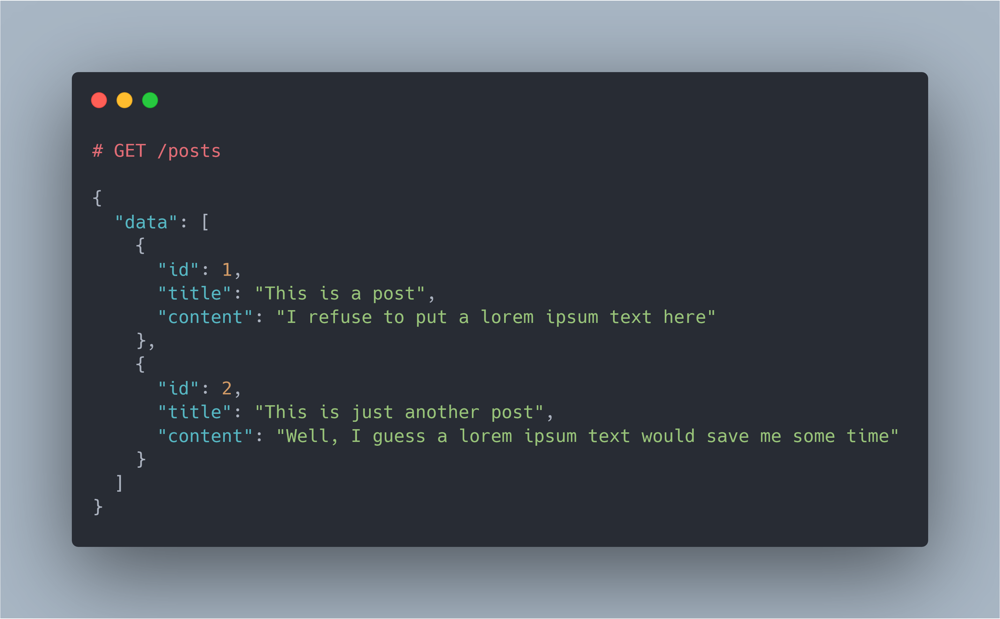 # GET /posts
{
  "data": [
    {
      "id": 1,
      "title": "This is a post",
      "content": "I refuse to put a lorem ipsum text here"
    },
    {
      "id": 2,
      "title": "This is just another post",
      "content": "Well, I guess a lorem ipsum text would save me some time"
    }
  ]
}